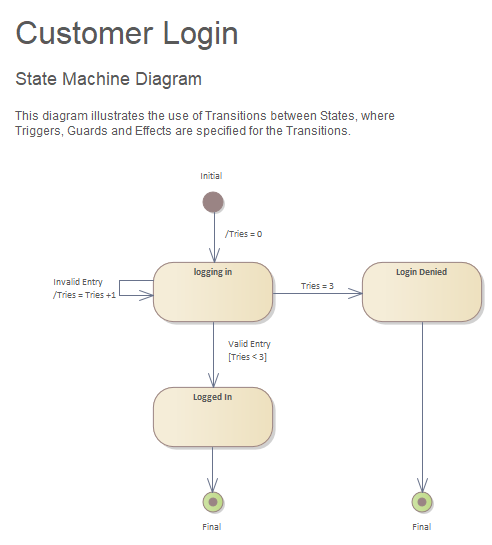 Customer Login
State Machine Diagram
This diagram illustrates the use of Transitions between States, where
Triggers, Guards and Effects are specified for the Transitions.
Initial
/Tries = 0
logging in
Login Denied
Invalid Entry
/Tries = Tries +1
Tries = 3
Valid Entry
[Tries < 3]
Logged In
Final
Final